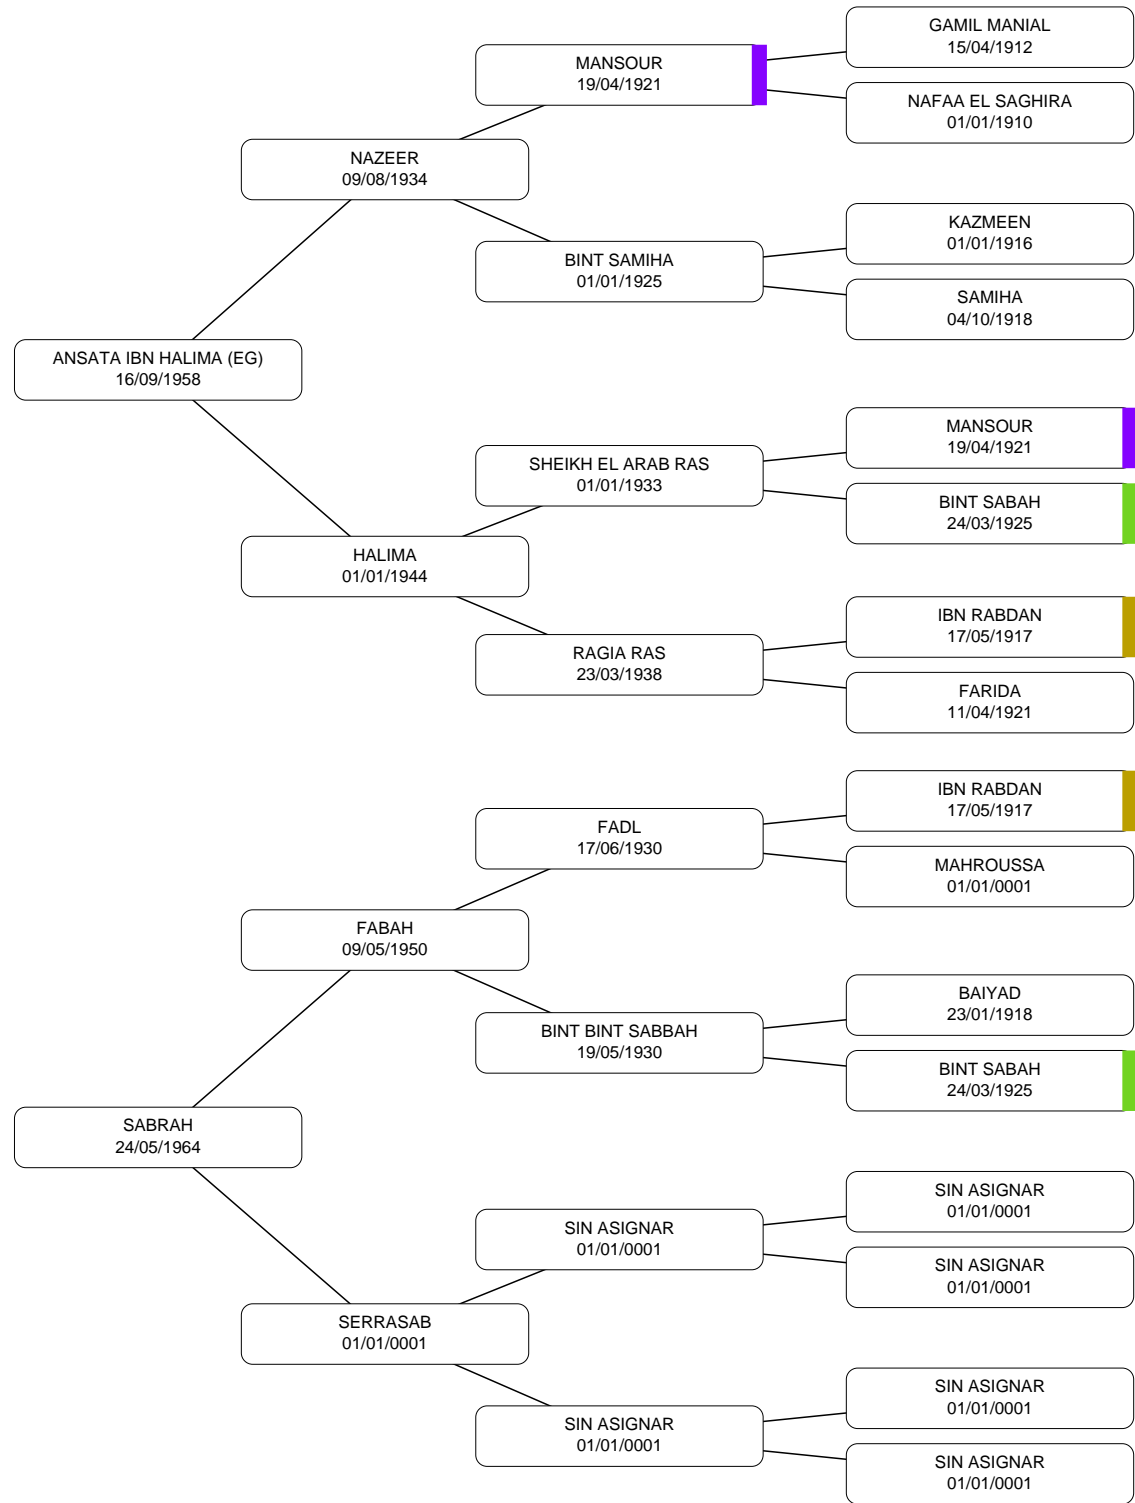 GAMIL MANIAL
15/04/1912
MANSOUR
19/04/1921
NAFAA EL SAGHIRA
01/01/1910
NAZEER
09/08/1934
KAZMEEN
01/01/1916
BINT SAMIHA
01/01/1925
SAMIHA
04/10/1918
ANSATA IBN HALIMA (EG)
16/09/1958
MANSOUR
19/04/1921
SHEIKH EL ARAB RAS
01/01/1933
BINT SABAH
24/03/1925
HALIMA
01/01/1944
IBN RABDAN
17/05/1917
RAGIA RAS
23/03/1938
FARIDA
11/04/1921
IBN RABDAN
17/05/1917
FADL
17/06/1930
MAHROUSSA
01/01/0001
FABAH
09/05/1950
BAIYAD
23/01/1918
BINT BINT SABBAH
19/05/1930
BINT SABAH
24/03/1925
SABRAH
24/05/1964
SIN ASIGNAR
01/01/0001
SIN ASIGNAR
01/01/0001
SIN ASIGNAR
01/01/0001
SERRASAB
01/01/0001
SIN ASIGNAR
01/01/0001
SIN ASIGNAR
01/01/0001
SIN ASIGNAR
01/01/0001